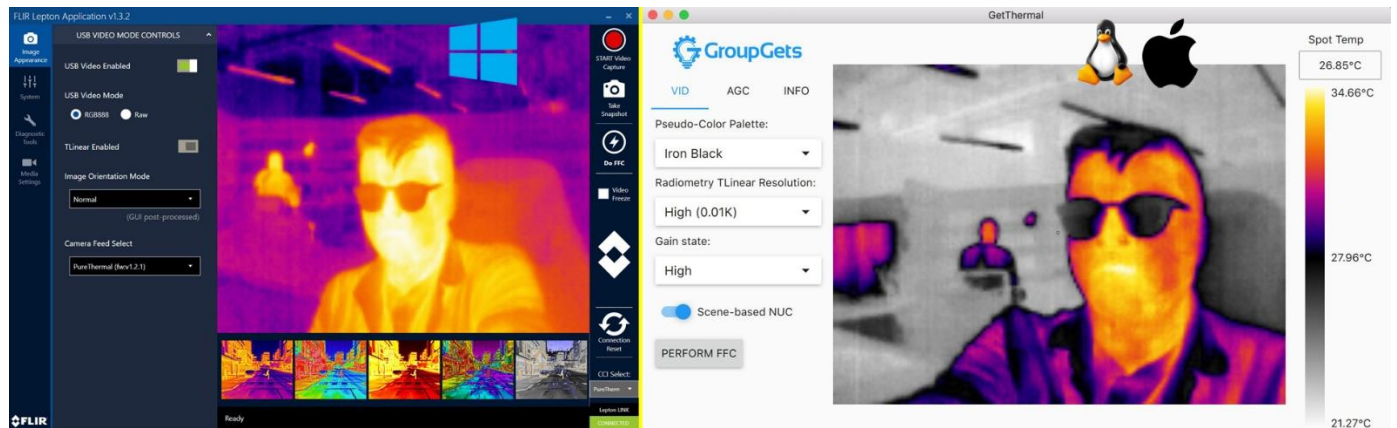 FLIR Lepton Application v1.3.2
Image
Appearance
System
Diagnostic
Tools
Media
Settings
FLIR
USB VIDEO MODE CONTROLS
USB Video Enabled
USB Video Mode
RGB888 Raw
TLinear Enabled
Image Orientation Mode
Normal
(GUI post-processed)
Camera Feed Select
PureThermal (fw:v1.2.1)
Ready
START Video
Capture
Take
Snapshot
Do FFC
Video
Freeze
Connection
Reset
CCI Select:
PureTherm
Lepton LINK
CONNECTED
GetThermal
GroupGets
VID AGC INFO
Pseudo-Color Palette:
Iron Black
Radiometry TLinear Resolution:
High (0.01K)
Gain state:
High
Scene-based NUC
PERFORM FFC
Spot Temp
26.85°C
34.66°C
27.96°C
21.27°C